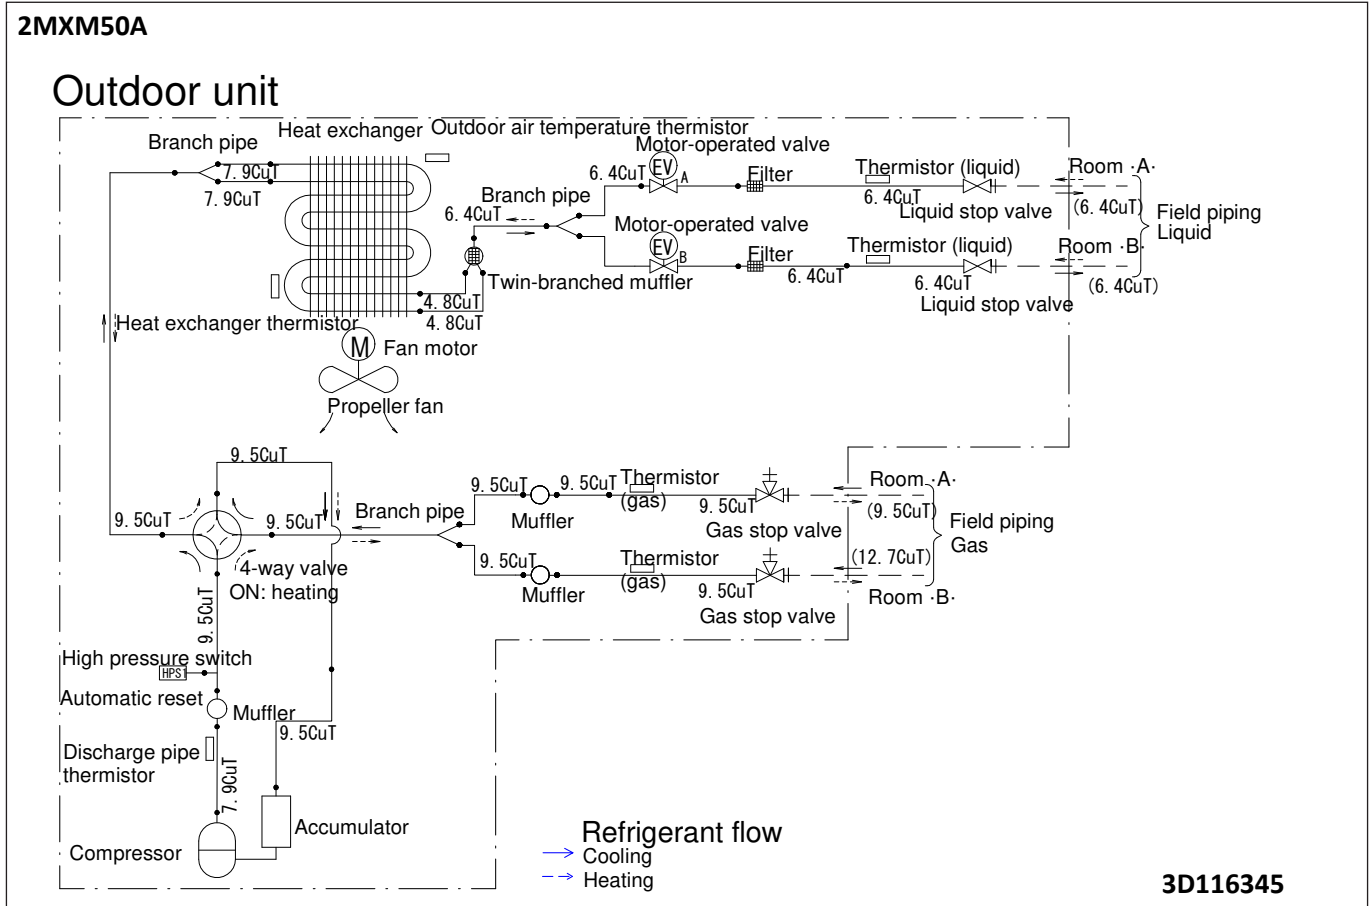 2MXM50A
Outdoor unit
Heat exchanger
Outdoor air temperature thermistor
Branch pipe
7.9CuT
7.9CuT
Motor-operated valve
EV
A
6.4CuT
Filter
Thermistor (liquid)
6.4CuT
Liquid stop valve
Room ·A·
(6.4CuT)
Field piping
Liquid
Branch pipe
6.4CuT
Motor-operated valve
EV
B
Filter
6.4CuT
Thermistor (liquid)
6.4CuT
Liquid stop valve
Room ·B·
(6.4CuT)
Twin-branched muffler
4.8CuT
4.8CuT
Heat exchanger thermistor
M
Fan motor
Propeller fan
9.5CuT
9.5CuT
9.5CuT
4-way valve
ON: heating
Branch pipe
9.5CuT
Muffler
9.5CuT
Thermistor
(gas)
9.5CuT
Gas stop valve
Room ·A·
(9.5CuT)
Field piping
Gas
9.5CuT
Muffler
Thermistor
(gas)
9.5CuT
Gas stop valve
(12.7CuT)
Room ·B·
9.5CuT
High pressure switch
HPS1
Automatic reset
Muffler
9.5CuT
Discharge pipe
thermistor
7.9CuT
Accumulator
Compressor
Refrigerant flow
Cooling
Heating
3D116345